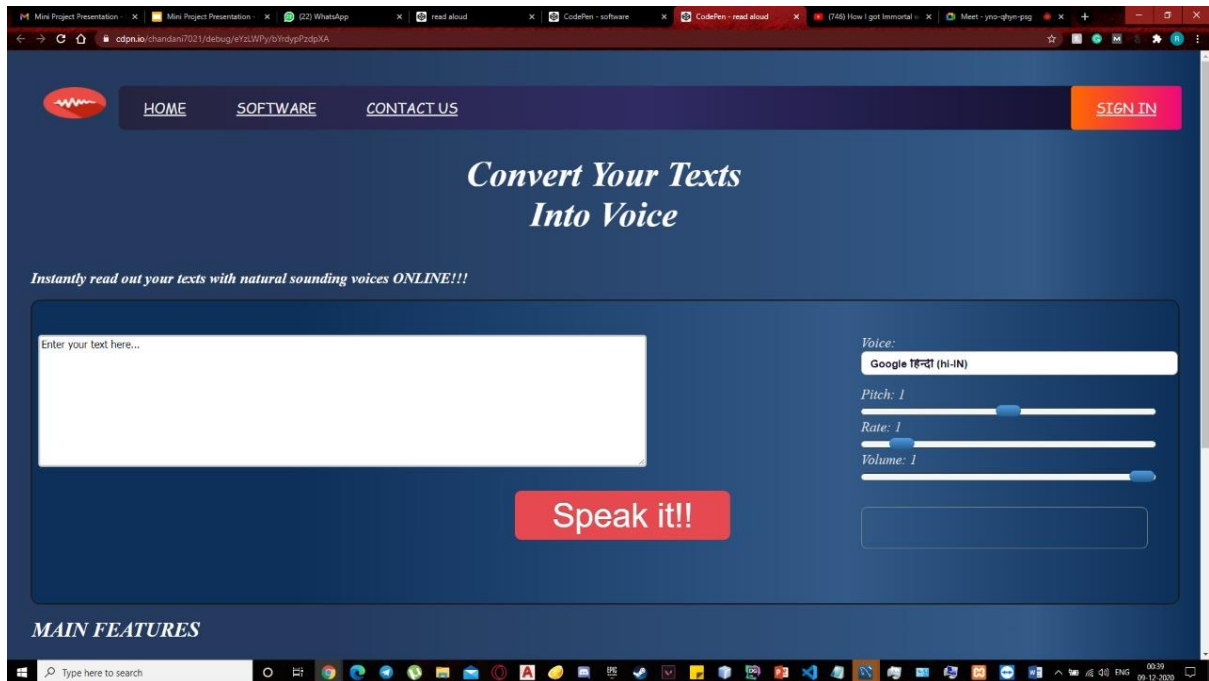 Mini Project Presentation -
Mini Project Presentation -
(22) WhatsApp
read aloud
CodePen - software
CodePen - read aloud
(746) How I got Immortal
Meet - yno-qhyn-psg
cdpn.io/chandani7021/debug/eYzLWPy/bYrdypPzdpXA
HOME
SOFTWARE
CONTACT US
SIGN IN
Convert Your Texts
Into Voice
Instantly read out your texts with natural sounding voices ONLINE!!!
Enter your text here...
Voice:
Google हिन्दी (hi-IN)
Pitch: 1
Rate: 1
Volume: 1
Speak it!!
MAIN FEATURES
Type here to search
ENG
00:39
09-12-2020